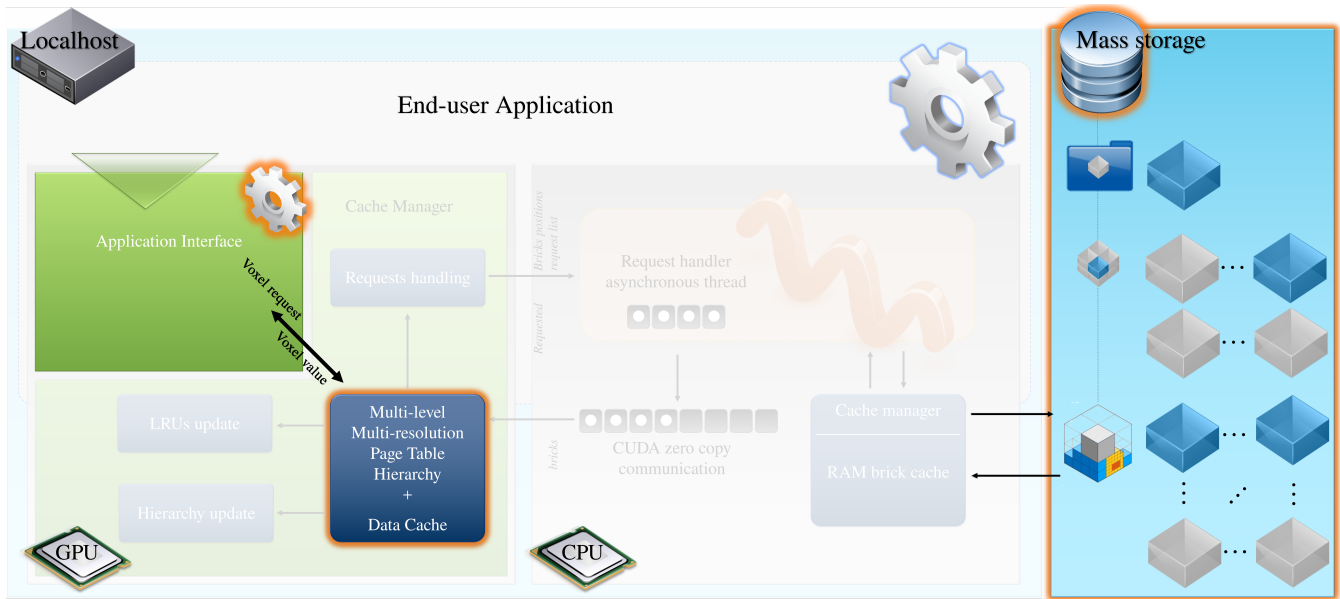 Localhost
Mass storage
End-user Application
Cache Manager
Application Interface
Requests handling
Voxel request
Voxel value
Bricks positions
request list
Requested
bricks
Request handler
asynchronous thread
LRUs update
Hierarchy update
Multi-level
Multi-resolution
Page Table
Hierarchy
+
Data Cache
CUDA zero copy
communication
Cache manager
RAM brick cache
GPU
CPU